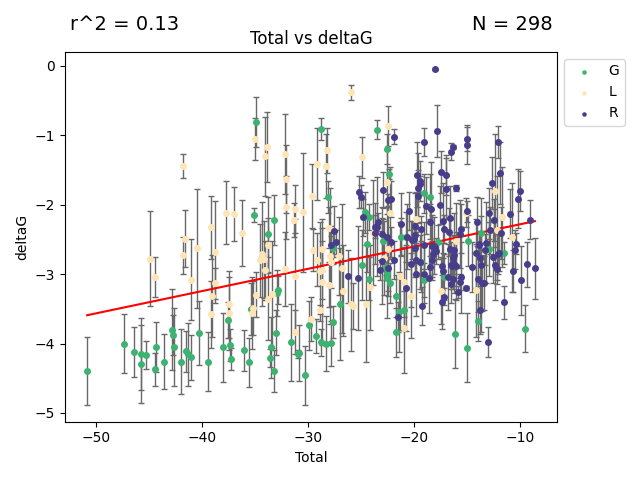 r^2 = 0.13
N = 298
Total vs deltaG
G
L
R
deltaG
0
−1
−2
−3
−4
−5
−50
−40
−30
−20
−10
Total